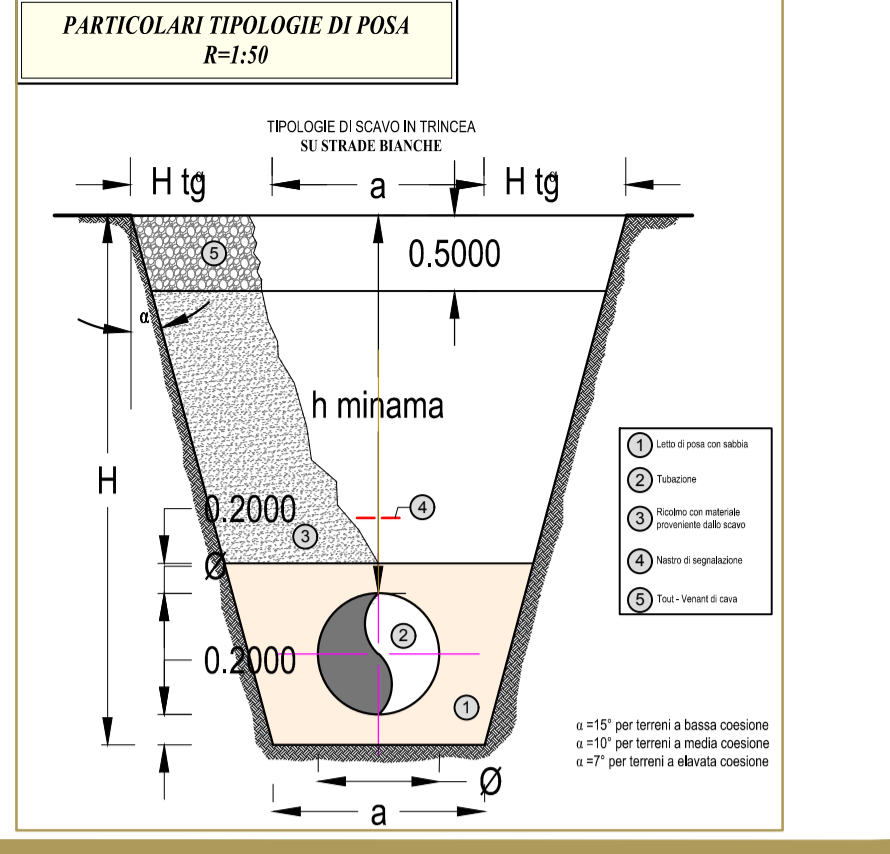 PARTICOLARI TIPOLOGIE DI POSA
R=1:50
TIPOLOGIE DI SCAVO IN TRINCEA
SU STRADE BIANCHE
H tg α
a
H tg α
5
0.5000
α
h minama
H
0.2000
4
3
Ø
2
0.2000
1
Ø
a
1 Letto di posa con sabbia
2 Tubazione
3 Ricolmo con materiale
proveniente dallo scavo
4 Nastro di segnalazione
5 Tout - Venant di cava
α =15° per terreni a bassa coesione
α =10° per terreni a media coesione
α =7° per terreni a elavata coesione